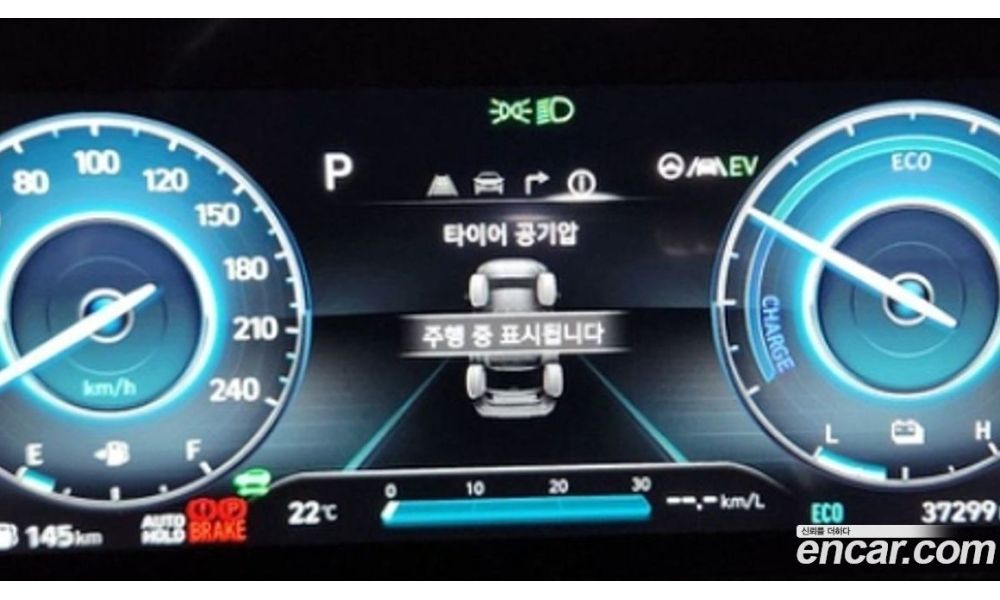 P
EV
타이어 공기압
주행 중 표시됩니다
80
100
120
150
180
210
240
km/h
E
F
ECO
CHARGE
L
H
145km
AUTO
HOLD
P
BRAKE
22℃
0
10
20
30
--.- km/L
ECO
37299
신뢰를 더하다
encar.com